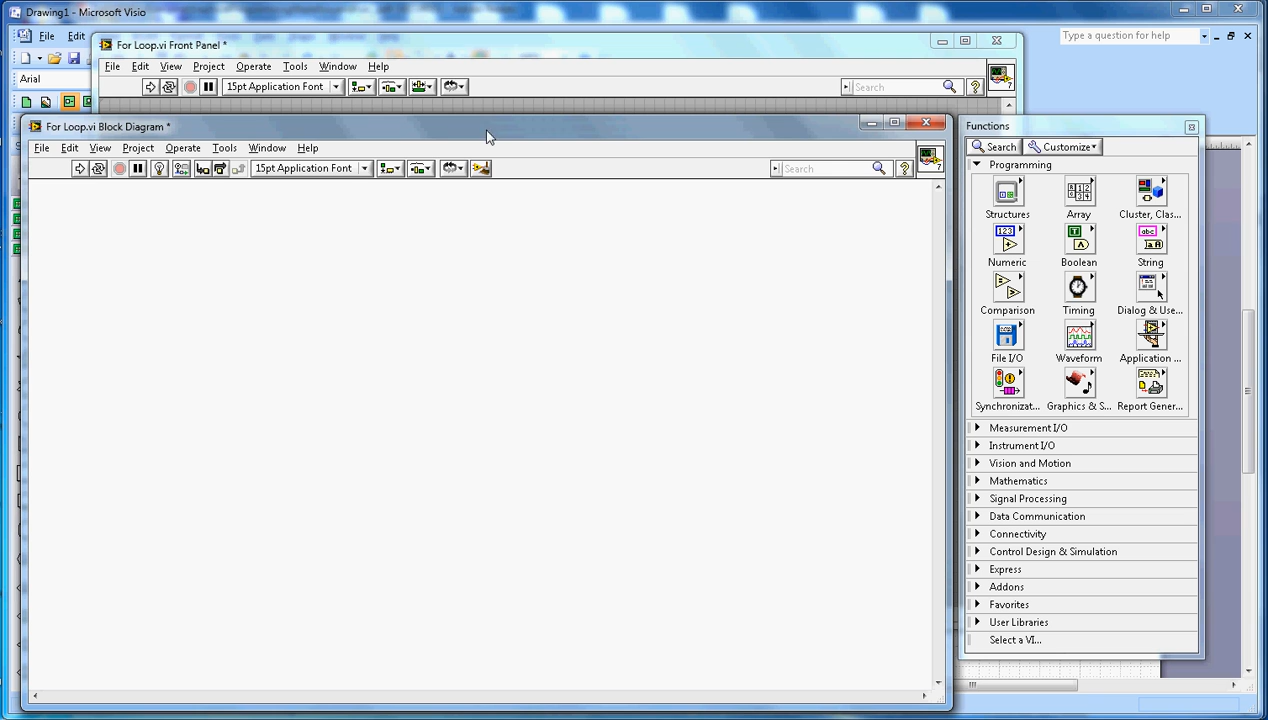 Drawing1 - Microsoft Visio
File Edit
Type a question for help
Arial
For Loop.vi Front Panel *
File Edit View Project Operate Tools Window Help
15pt Application Font
Search
?
For Loop.vi Block Diagram *
File Edit View Project Operate Tools Window Help
15pt Application Font
Search
?
Functions
Search Customize
Programming
Structures Array Cluster, Clas...
Numeric Boolean String
Comparison Timing Dialog & Use...
File I/O Waveform Application ...
Synchronizat... Graphics & S... Report Gener...
Measurement I/O
Instrument I/O
Vision and Motion
Mathematics
Signal Processing
Data Communication
Connectivity
Control Design & Simulation
Express
Addons
Favorites
User Libraries
Select a VI...